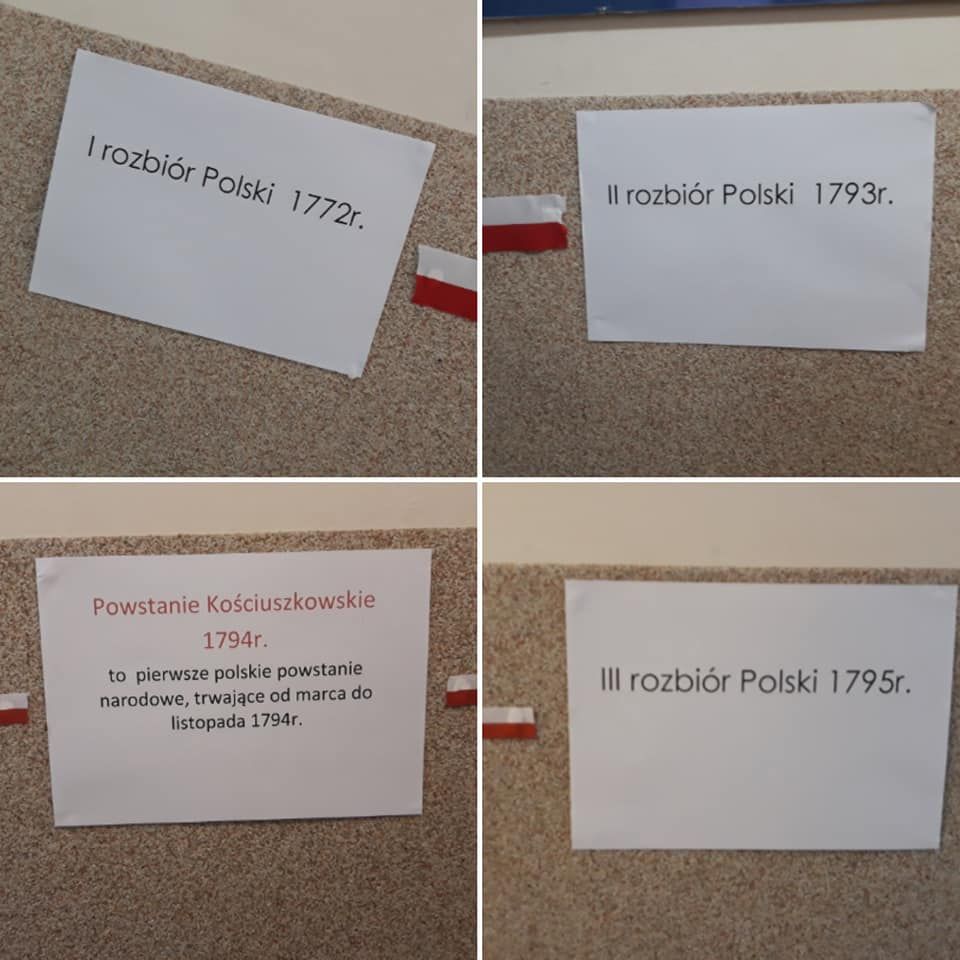 I rozbiór Polski 1772r.
II rozbiór Polski 1793r.
Powstanie Kościuszkowskie
1794r.
to pierwsze polskie powstanie
narodowe, trwające od marca do
listopada 1794r.
III rozbiór Polski 1795r.